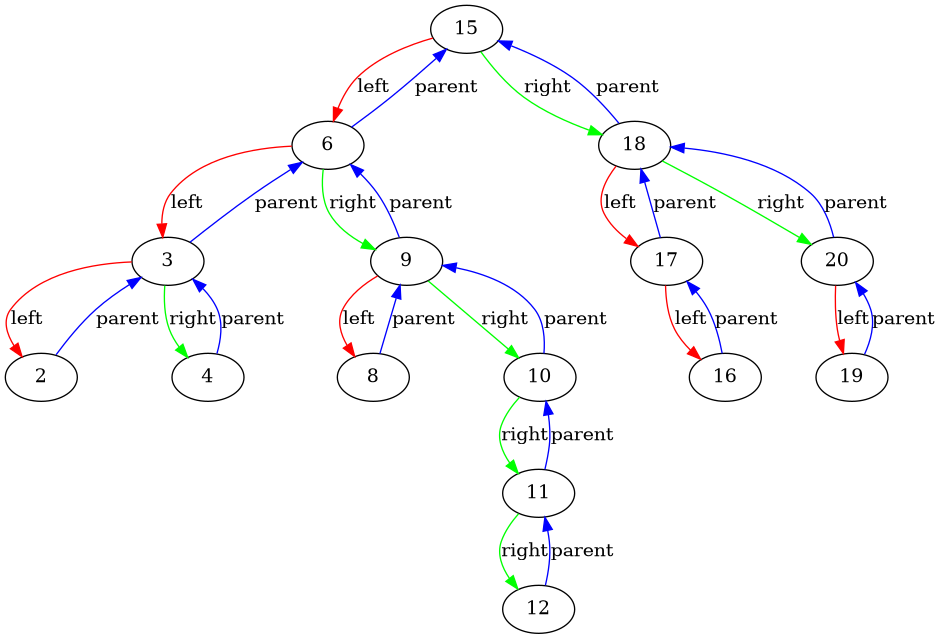 15
left parent right parent
6 18
left parent right parent left parent right parent
3 9 17 20
left parent right parent left parent right parent left parent left parent
2 4 8 10 16 19
right parent
11
right parent
12